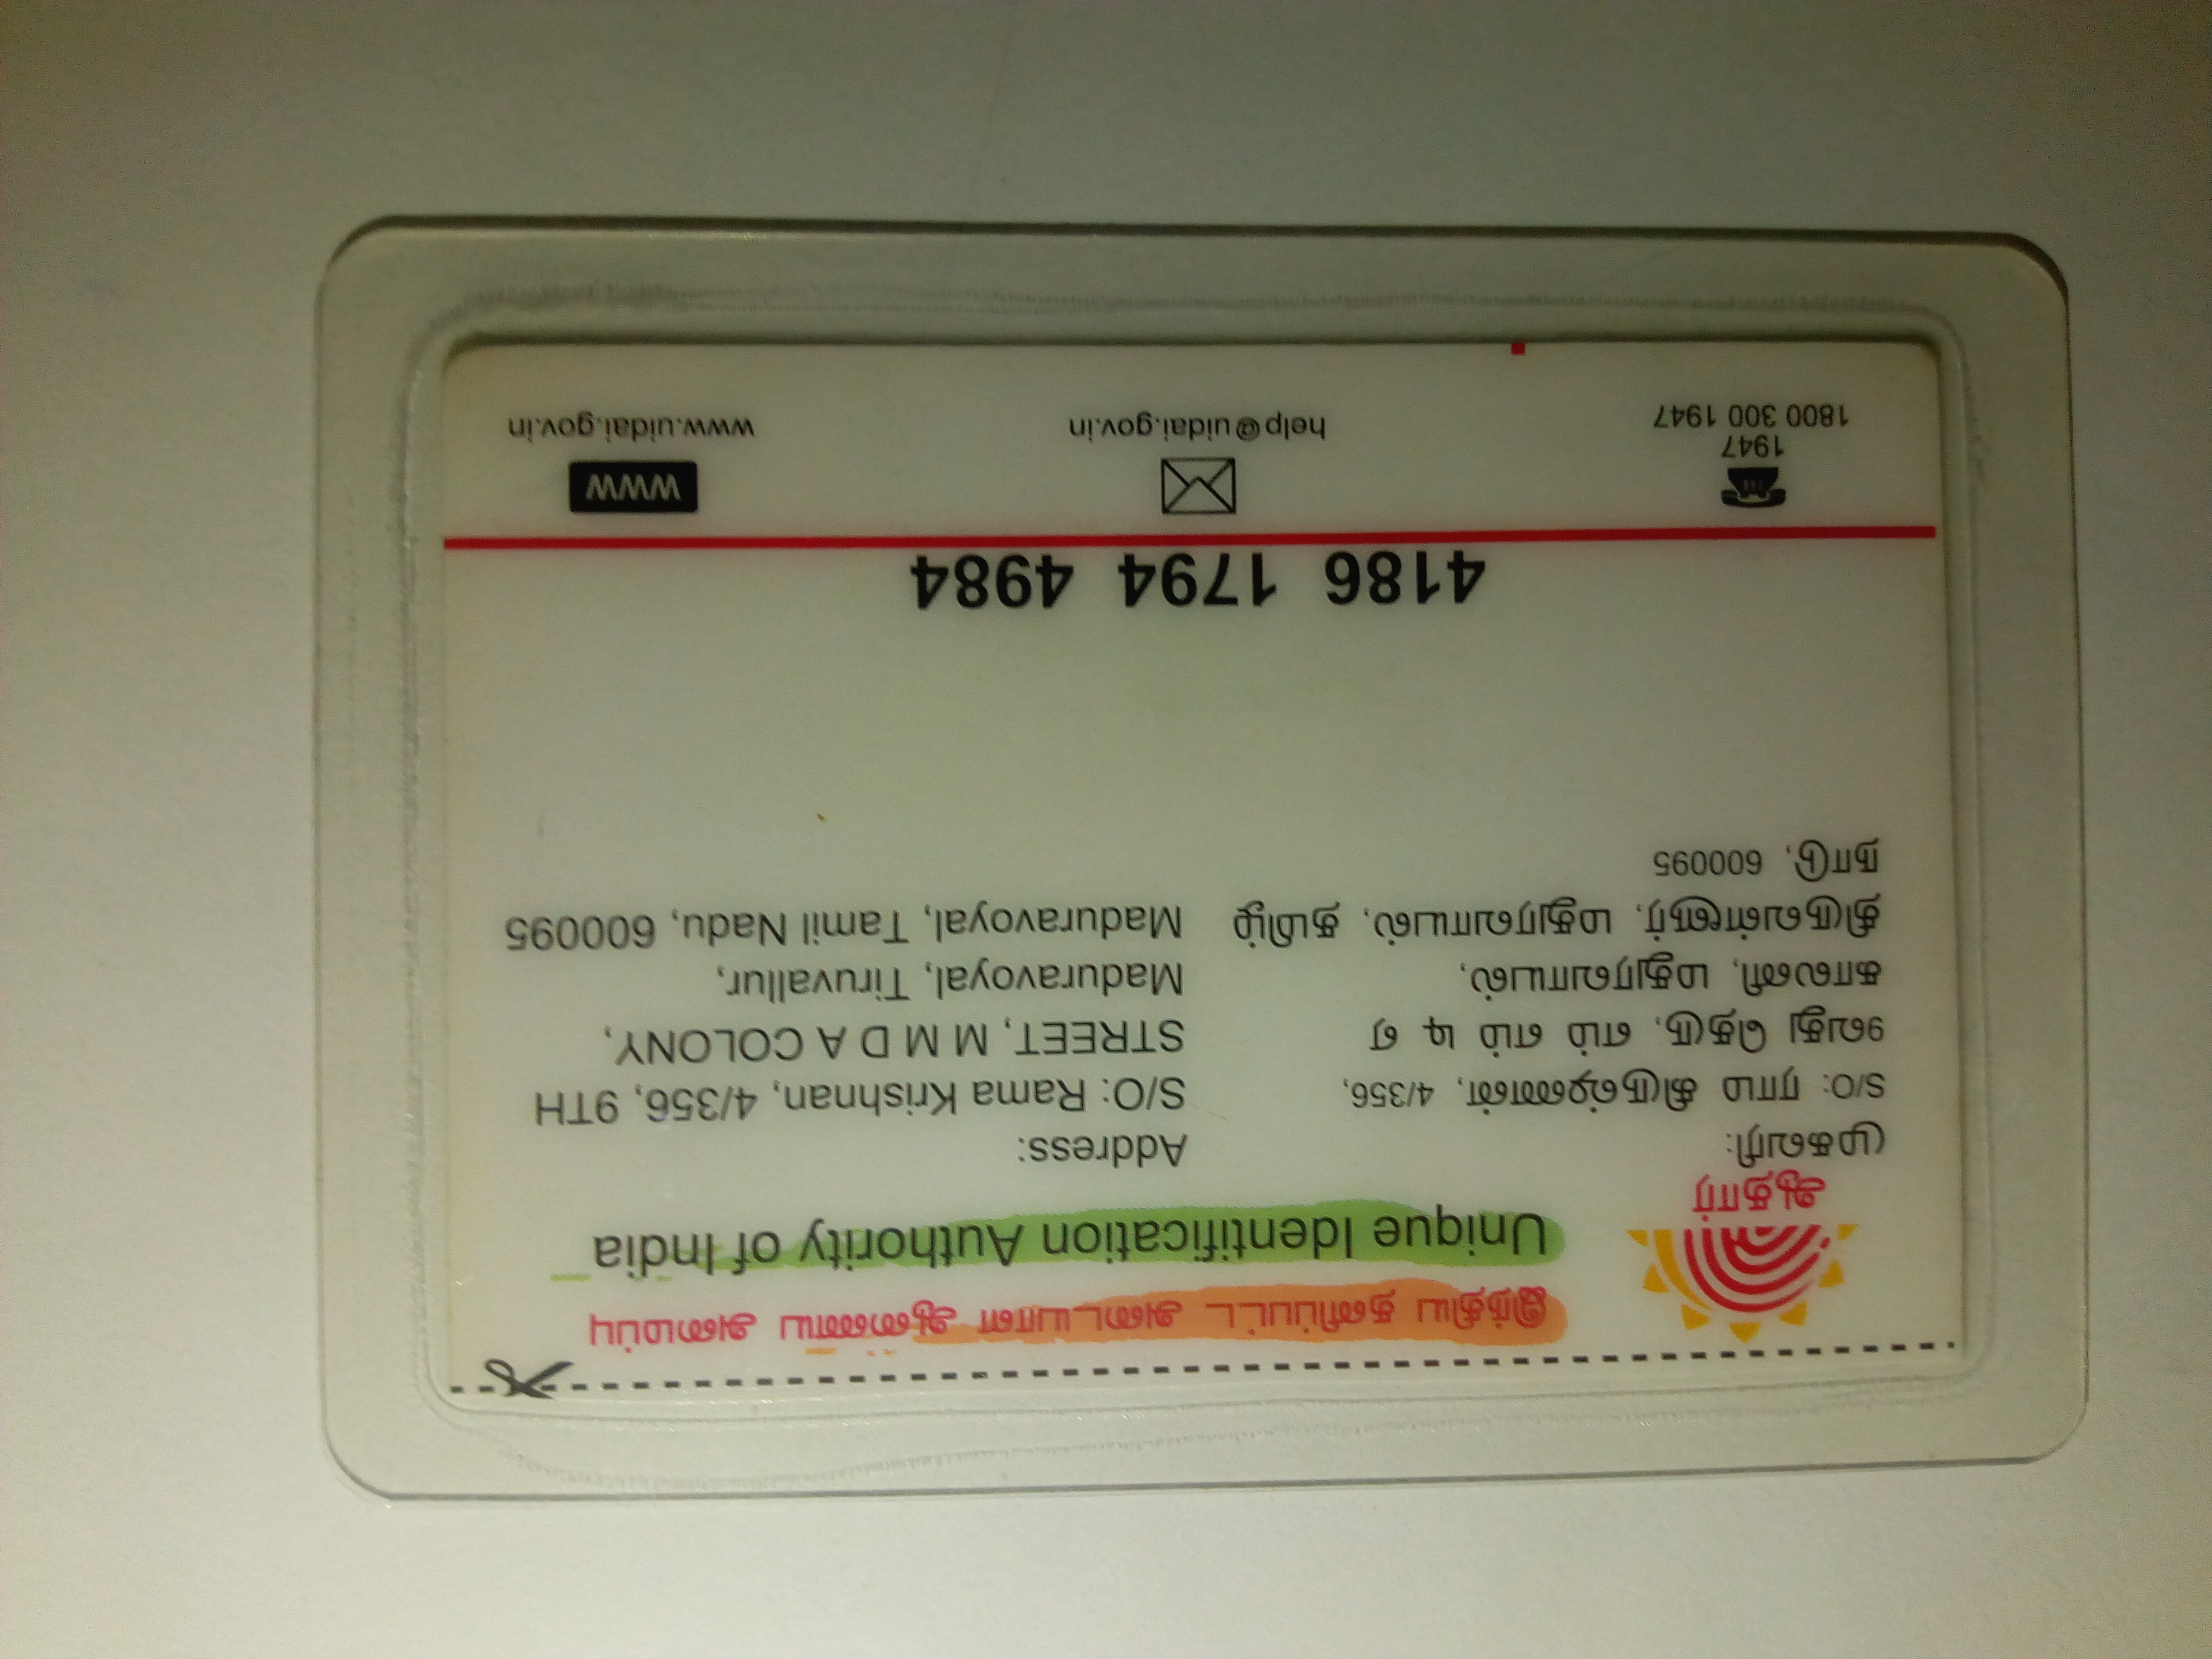 இந்திய தனிப்பட்ட அடையாள ஆணைய அமைப்பு
Unique Identification Authority of India
ஆதார்
முகவரி:
S/O: ராம கிருஷ்ணன், 4/356,
9வது தெரு, எம் எம் டி ஏ
காலனி, மதுரவாயல்,
திருவள்ளூர், மதுரவாயல், தமிழ்
நாடு, 600095
Address:
S/O: Rama Krishnan, 4/356, 9TH
STREET, M M D A COLONY,
Maduravoyal, Tiruvallur,
Maduravoyal, Tamil Nadu, 600095
4186 1794 4984
1947
1800 300 1947
help@uidai.gov.in
WWW
www.uidai.gov.in